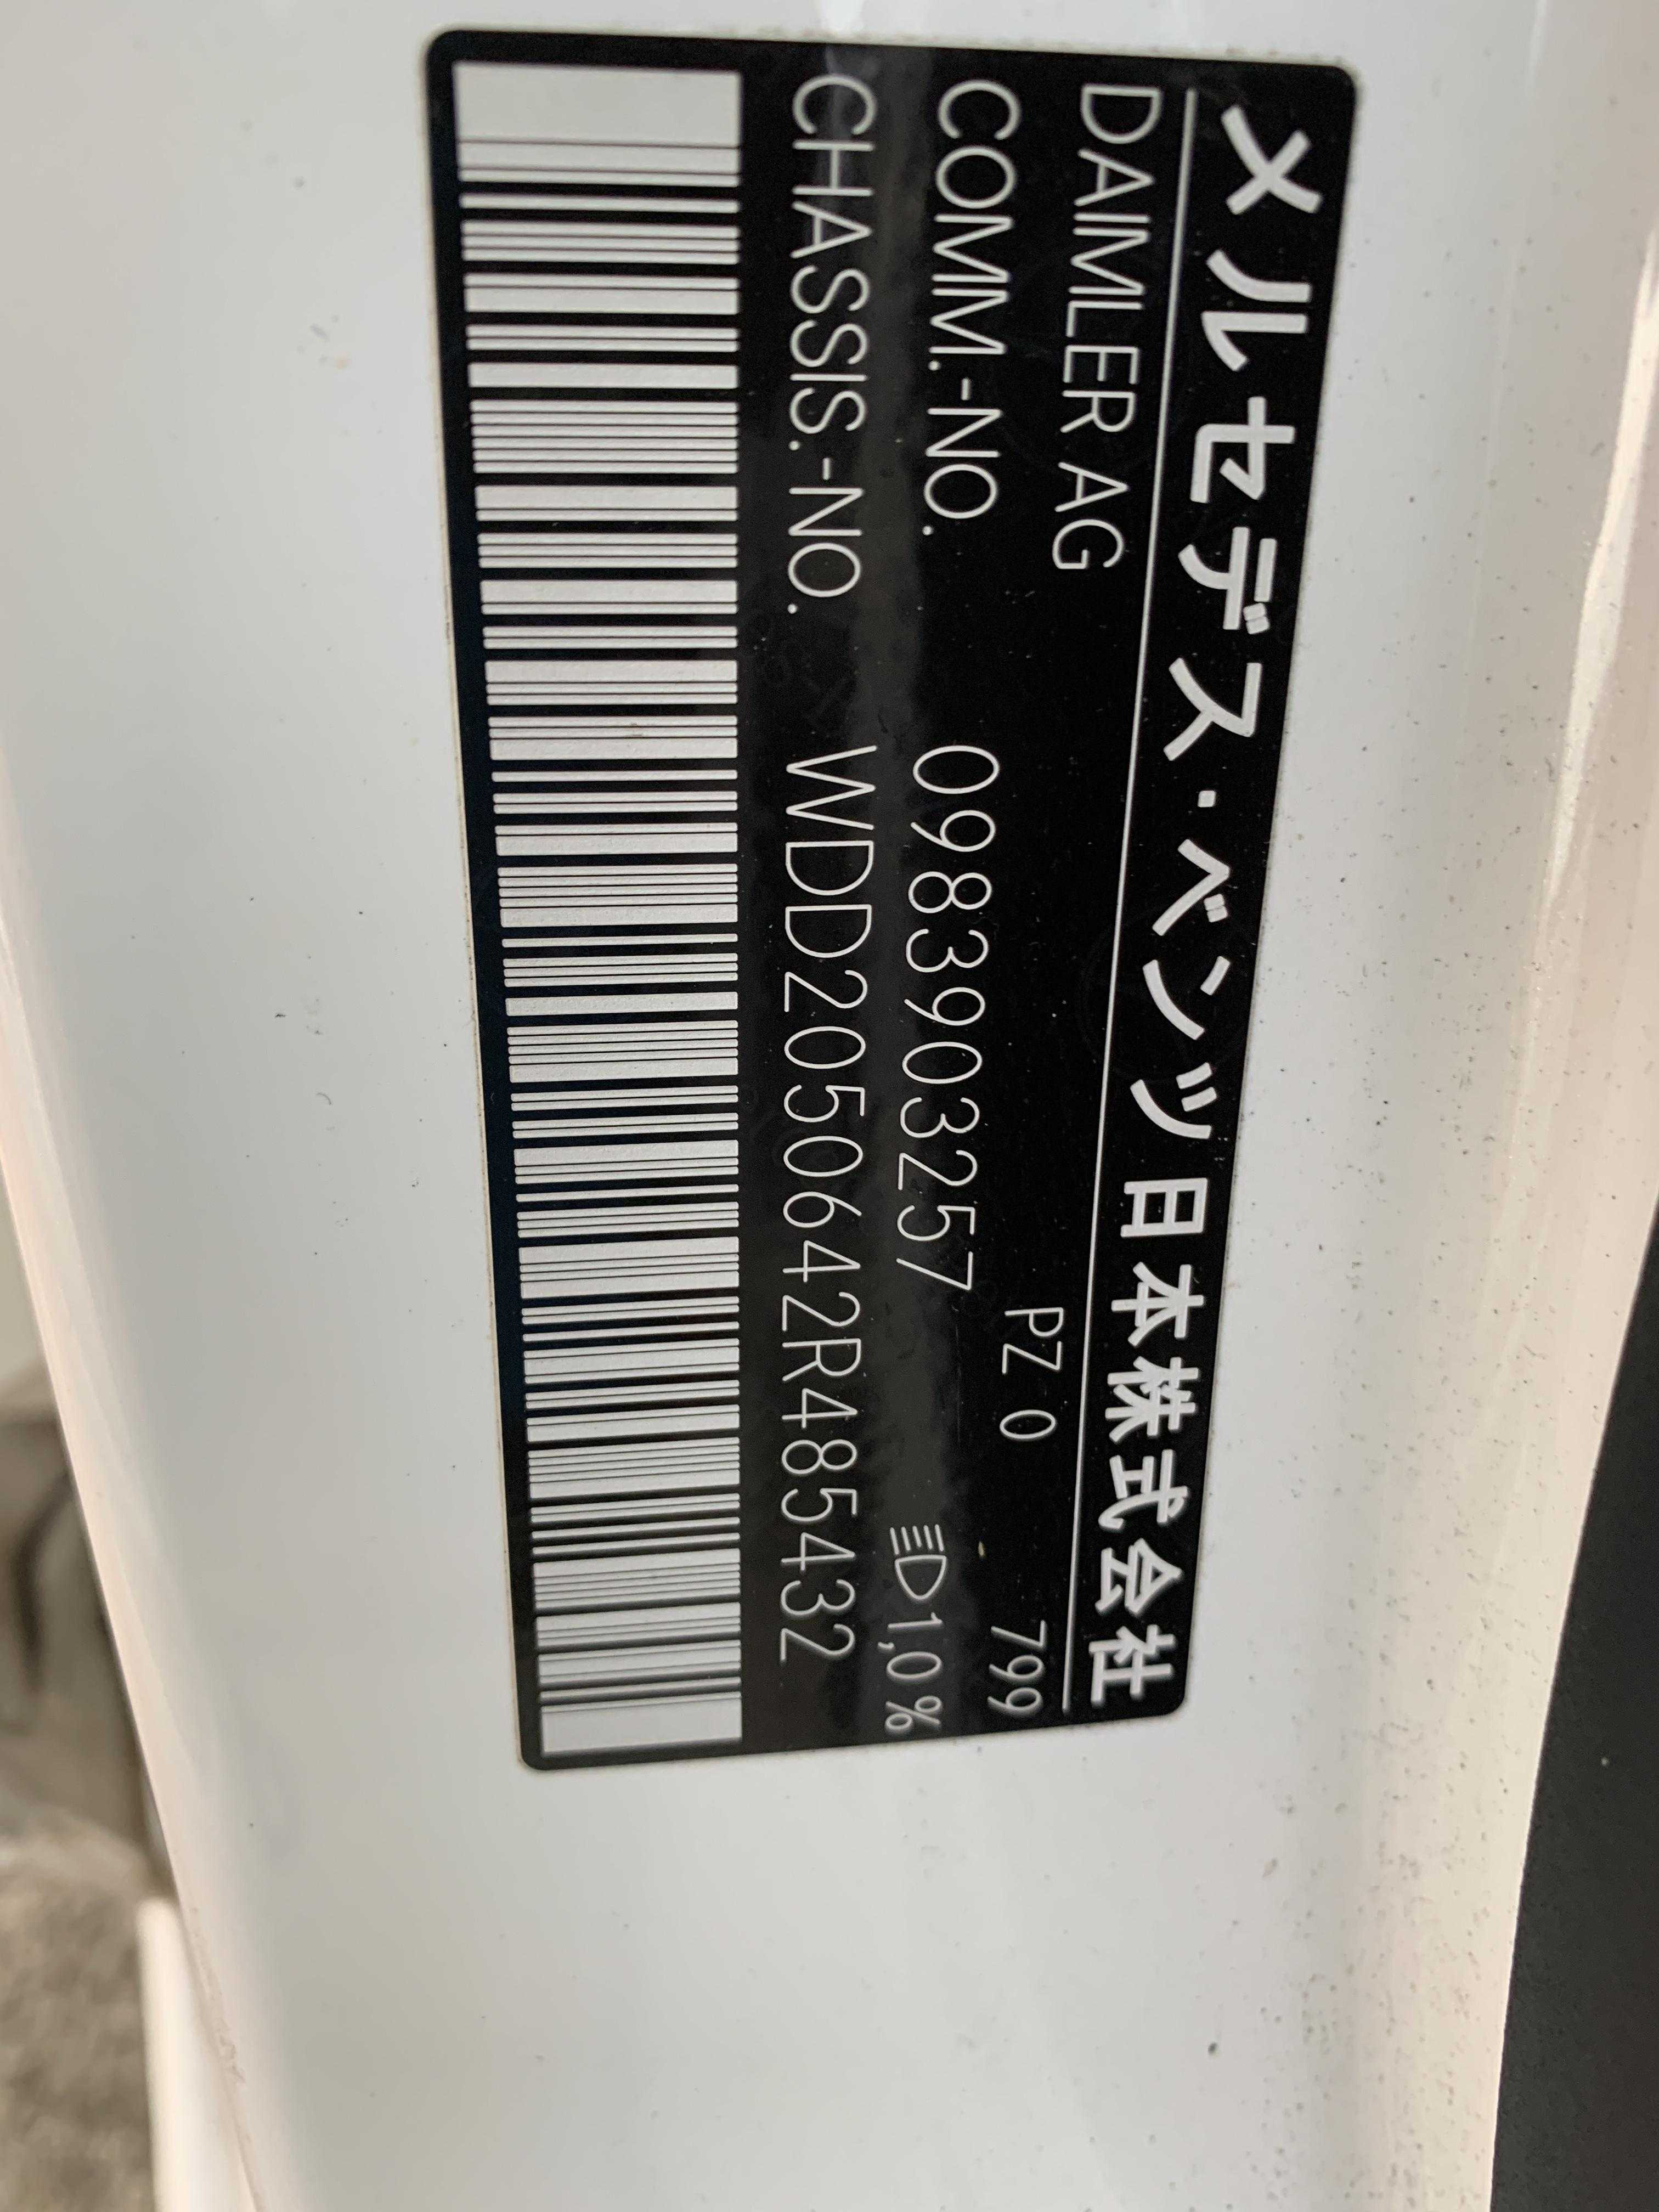 メルセデス・ベンツ日本株式会社
DAIMLER AG PZ 0 799
COMM.-NO. 0983903257 1,0%
CHASSIS.-NO. WDD2050642R485432